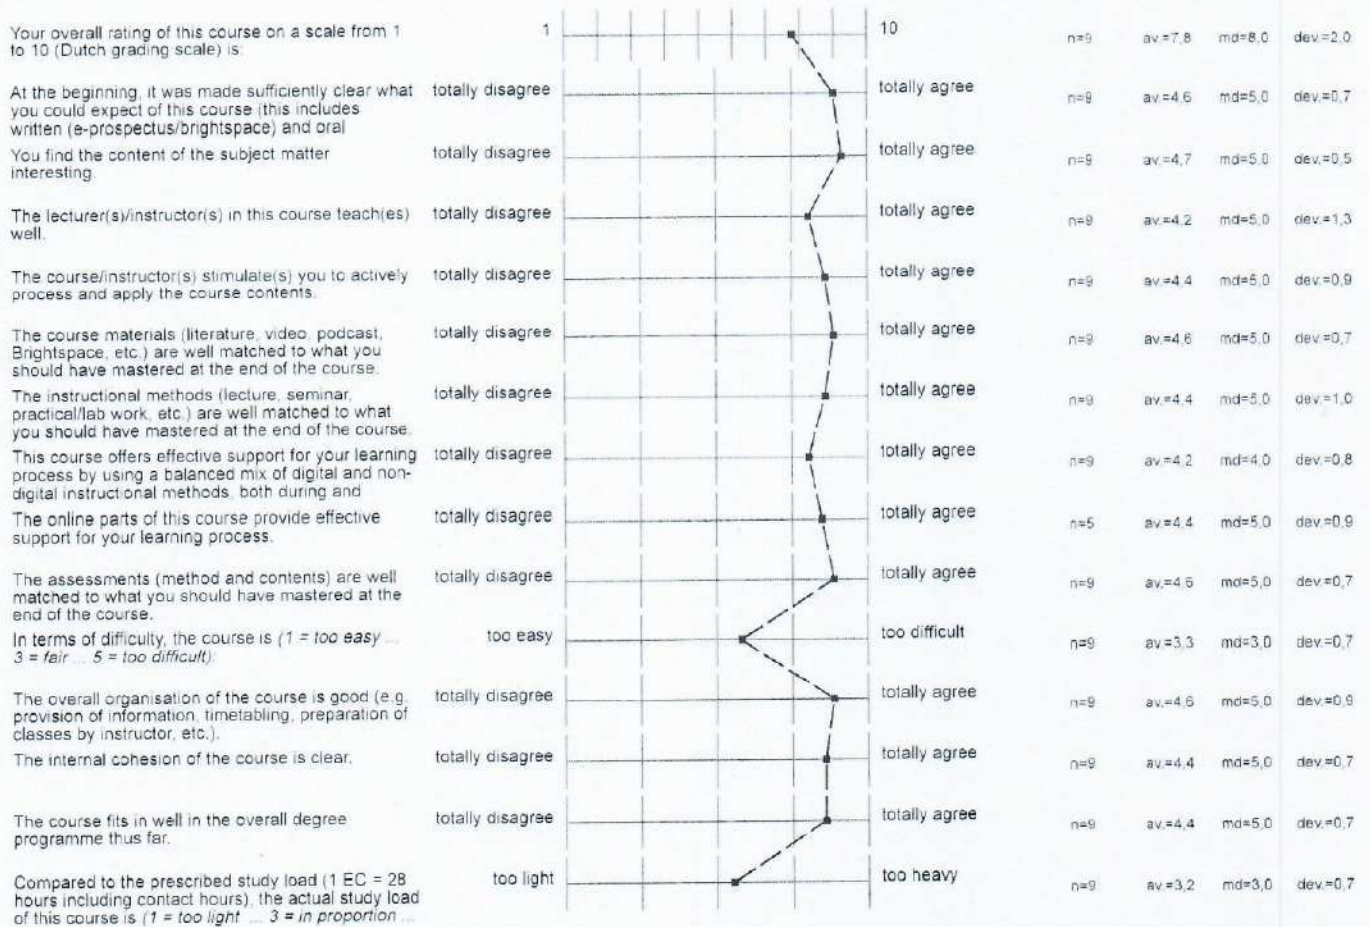 Your overall rating of this course on a scale from 1 1 10 n=9 av.=7,8 md=8,0 dev.=2,0
to 10 (Dutch grading scale) is:
At the beginning, it was made sufficiently clear what totally disagree totally agree n=9 av.=4,6 md=5,0 dev.=0,7
you could expect of this course (this includes
written (e-prospectus/brightspace) and oral
You find the content of the subject matter totally disagree totally agree n=9 av.=4,7 md=5,0 dev.=0,5
interesting.
The lecturer(s)/instructor(s) in this course teach(es) totally disagree totally agree n=9 av.=4,2 md=5,0 dev.=1,3
well.
The course/instructor(s) stimulate(s) you to actively totally disagree totally agree n=9 av.=4,4 md=5,0 dev.=0,9
process and apply the course contents.
The course materials (literature, video, podcast, totally disagree totally agree n=9 av.=4,6 md=5,0 dev.=0,7
Brightspace, etc.) are well matched to what you
should have mastered at the end of the course.
The instructional methods (lecture, seminar, totally disagree totally agree n=9 av.=4,4 md=5,0 dev.=1,0
practical/lab work, etc.) are well matched to what
you should have mastered at the end of the course.
This course offers effective support for your learning totally disagree totally agree n=9 av.=4,2 md=4,0 dev.=0,8
process by using a balanced mix of digital and non-
digital instructional methods, both during and
The online parts of this course provide effective totally disagree totally agree n=5 av.=4,4 md=5,0 dev.=0,9
support for your learning process.
The assessments (method and contents) are well totally disagree totally agree n=9 av.=4,6 md=5,0 dev.=0,7
matched to what you should have mastered at the
end of the course.
In terms of difficulty, the course is (1 = too easy ... too easy too difficult n=9 av.=3,3 md=3,0 dev.=0,7
3 = fair ... 5 = too difficult):
The overall organisation of the course is good (e.g. totally disagree totally agree n=9 av.=4,6 md=5,0 dev.=0,9
provision of information, timetabling, preparation of
classes by instructor, etc.).
The internal cohesion of the course is clear. totally disagree totally agree n=9 av.=4,4 md=5,0 dev.=0,7
The course fits in well in the overall degree totally disagree totally agree n=9 av.=4,4 md=5,0 dev.=0,7
programme thus far.
Compared to the prescribed study load (1 EC = 28 too light too heavy n=9 av.=3,2 md=3,0 dev.=0,7
hours including contact hours), the actual study load
of this course is (1 = too light ... 3 = in proportion ...